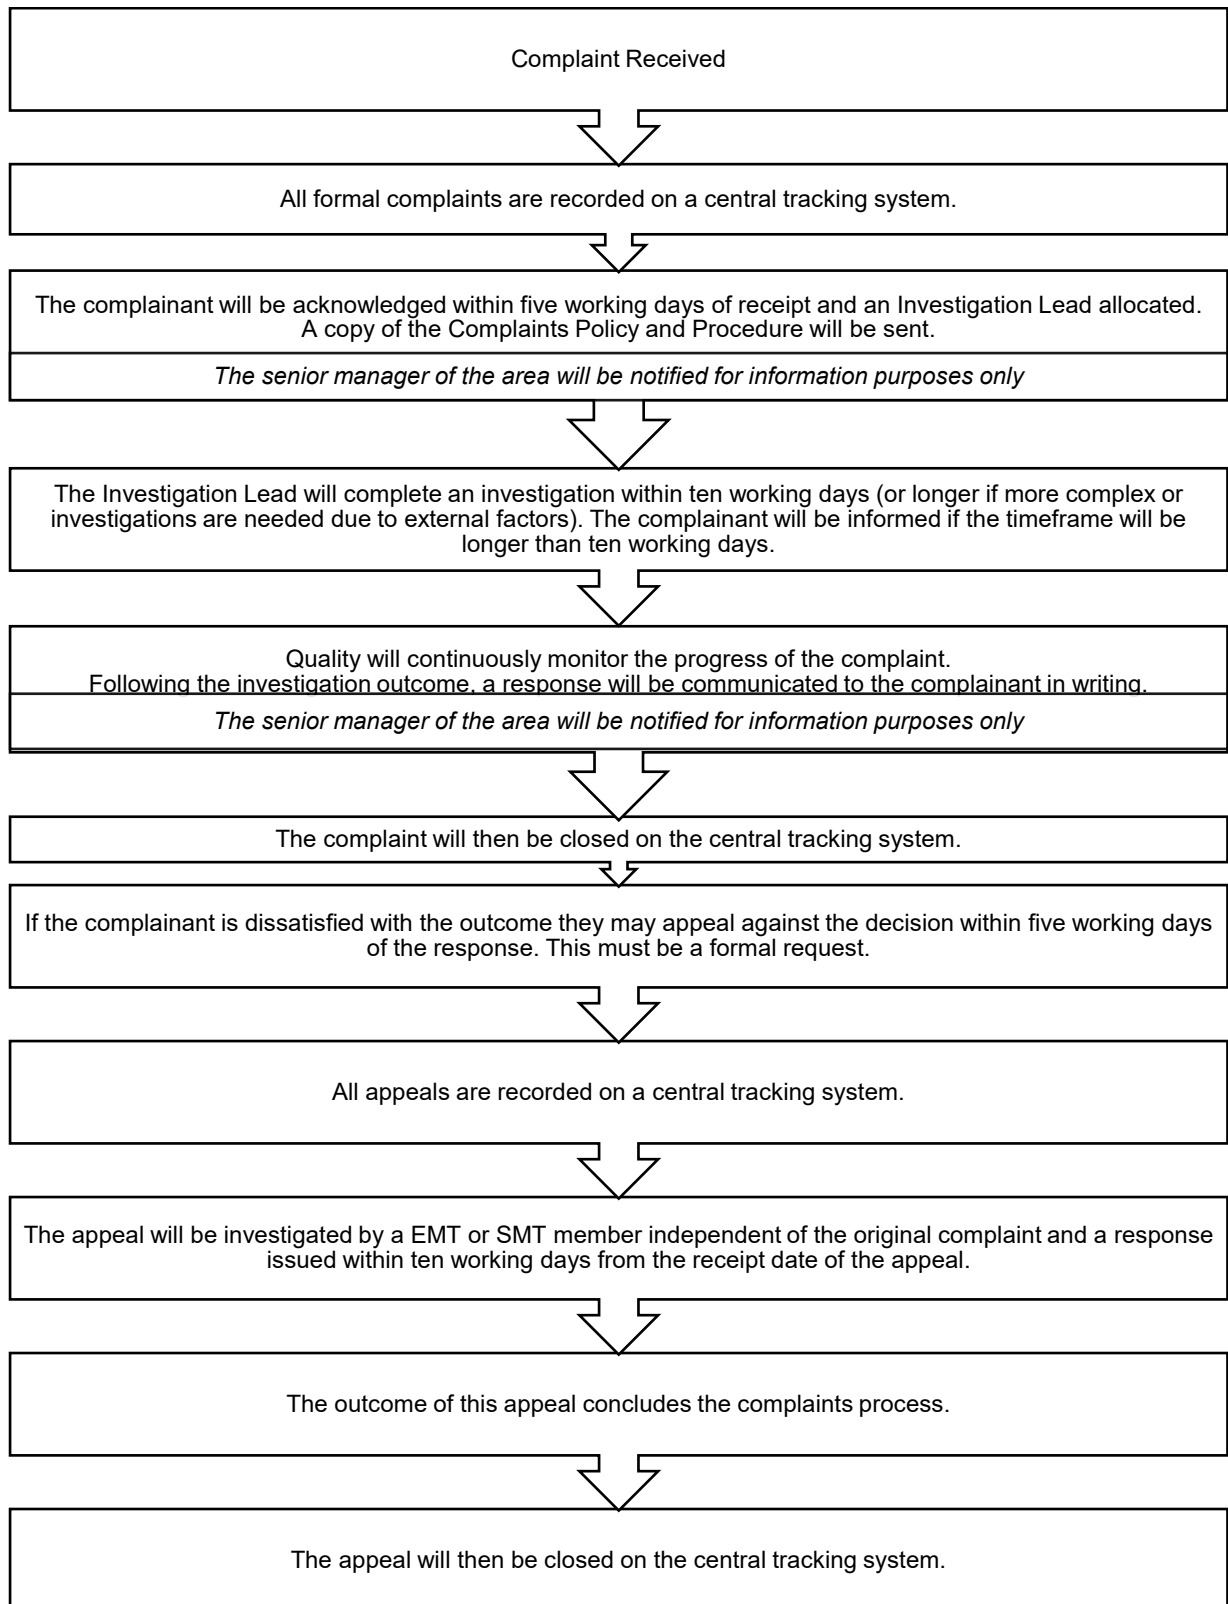 Complaint Received
All formal complaints are recorded on a central tracking system.
The complainant will be acknowledged within five working days of receipt and an Investigation Lead allocated.
A copy of the Complaints Policy and Procedure will be sent.
The senior manager of the area will be notified for information purposes only
The Investigation Lead will complete an investigation within ten working days (or longer if more complex or
investigations are needed due to external factors). The complainant will be informed if the timeframe will be
longer than ten working days.
Quality will continuously monitor the progress of the complaint.
Following the investigation outcome, a response will be communicated to the complainant in writing.
The senior manager of the area will be notified for information purposes only
The complaint will then be closed on the central tracking system.
If the complainant is dissatisfied with the outcome they may appeal against the decision within five working days
of the response. This must be a formal request.
All appeals are recorded on a central tracking system.
The appeal will be investigated by a EMT or SMT member independent of the original complaint and a response
issued within ten working days from the receipt date of the appeal.
The outcome of this appeal concludes the complaints process.
The appeal will then be closed on the central tracking system.